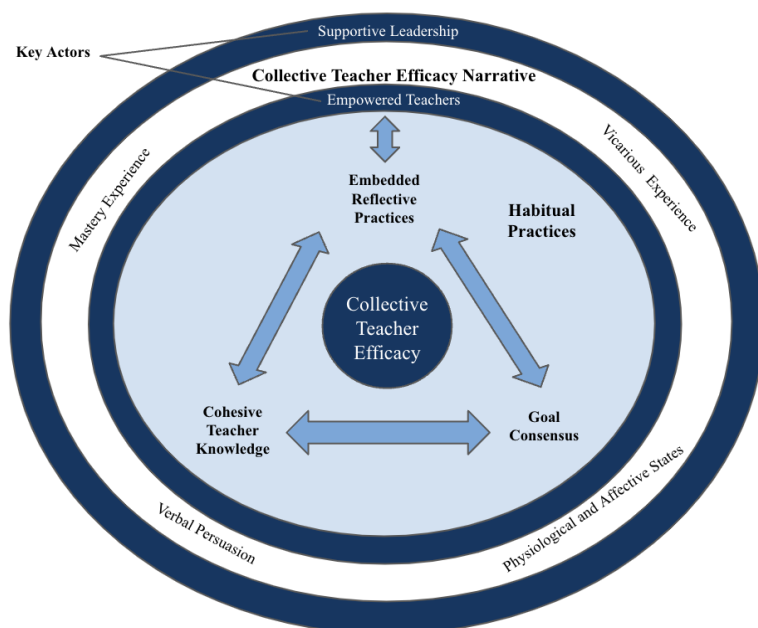 Supportive Leadership
Key Actors
Collective Teacher Efficacy Narrative
Empowered Teachers
Mastery Experience
Vicarious Experience
Embedded
Reflective
Practices
Habitual
Practices
Collective
Teacher
Efficacy
Cohesive
Teacher
Knowledge
Goal
Consensus
Verbal Persuasion
Physiological and Affective States